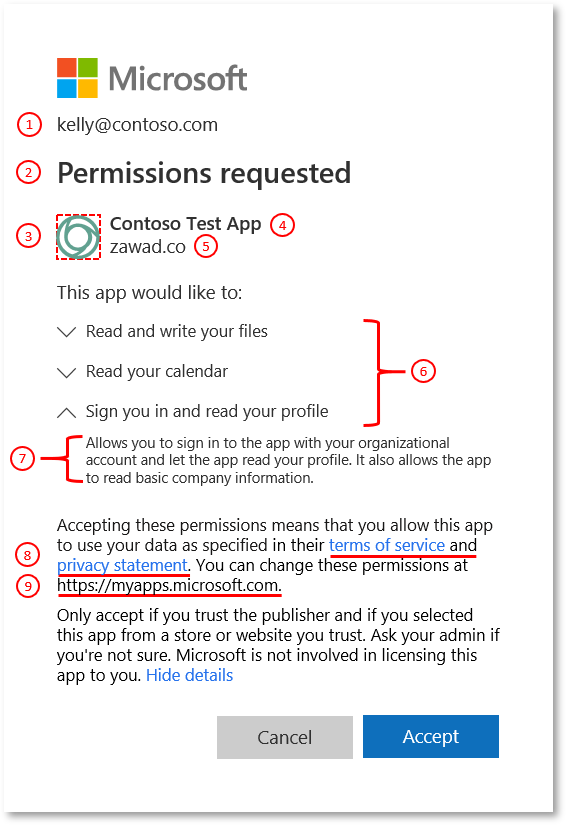 Microsoft
1 kelly@contoso.com
2 Permissions requested
3 Contoso Test App 4
zawad.co 5
This app would like to:
Read and write your files
Read your calendar 6
Sign you in and read your profile
Allows you to sign in to the app with your organizational
7 account and let the app read your profile. It also allows the app
to read basic company information.
Accepting these permissions means that you allow this app
8 to use your data as specified in their terms of service and
privacy statement. You can change these permissions at
9 https://myapps.microsoft.com.
Only accept if you trust the publisher and if you selected
this app from a store or website you trust. Ask your admin if
you're not sure. Microsoft is not involved in licensing this
app to you. Hide details
Cancel Accept